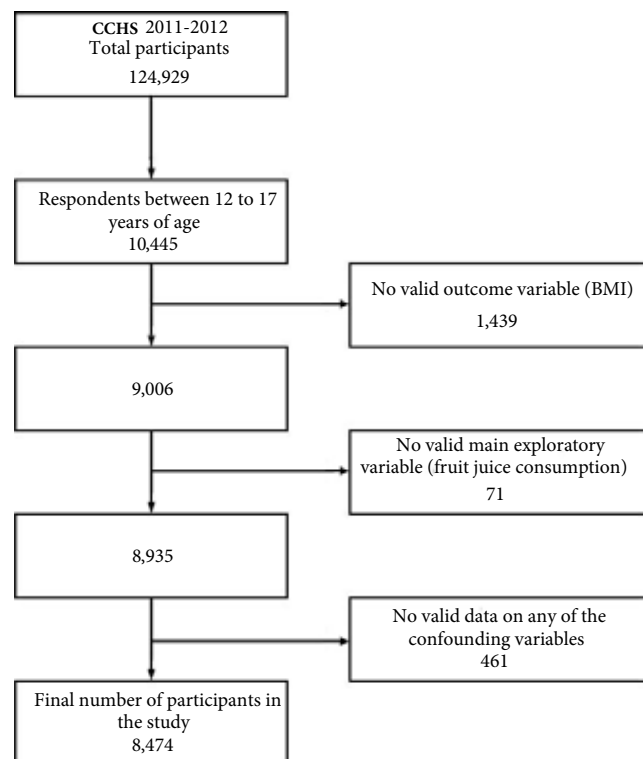 CCHS 2011-2012
Total participants
124,929
Respondents between 12 to 17
years of age
10,445
No valid outcome variable (BMI)
1,439
9,006
No valid main exploratory
variable (fruit juice consumption)
71
8,935
No valid data on any of the
confounding variables
461
Final number of participants in
the study
8,474